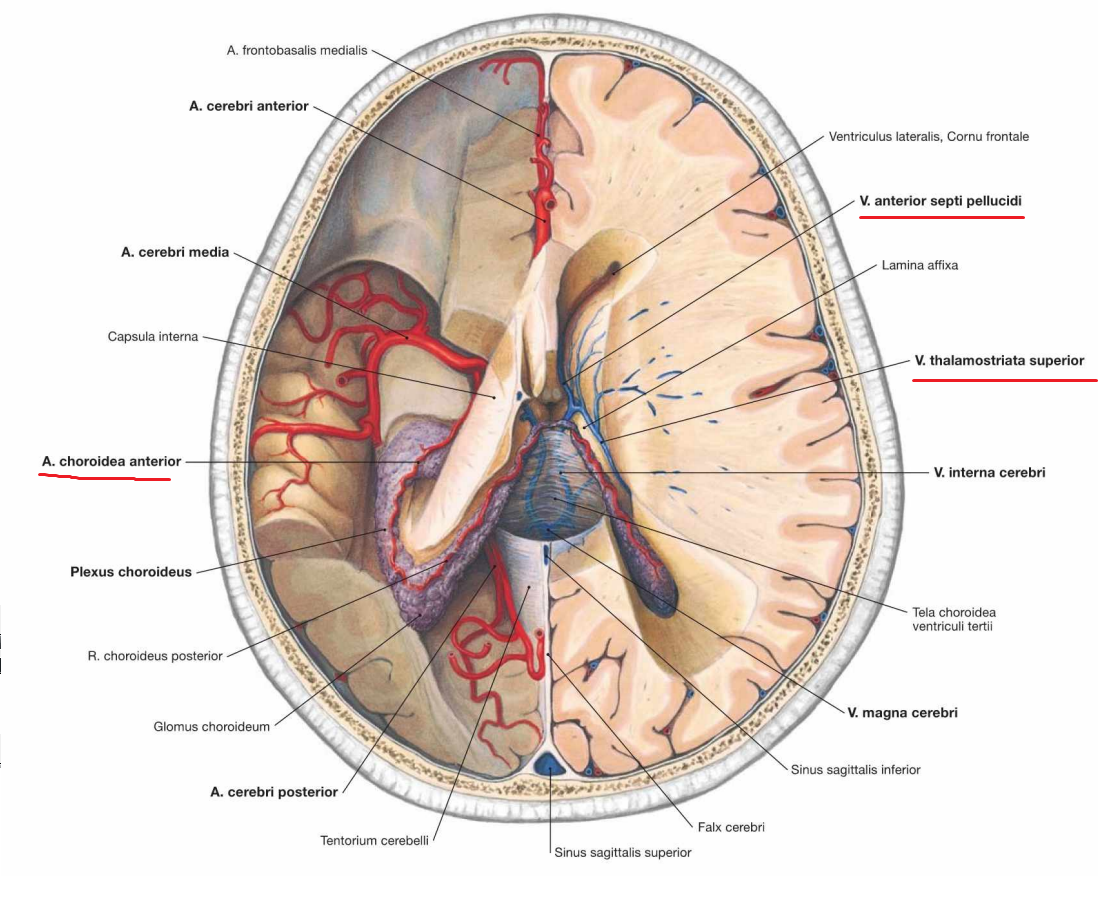 A. frontobasalis medialis
A. cerebri anterior
Ventriculus lateralis, Cornu frontale
V. anterior septi pellucidi
A. cerebri media
Lamina affixa
Capsula interna
V. thalamostriata superior
A. choroidea anterior
V. interna cerebri
Plexus choroideus
Tela choroidea
ventriculi tertii
R. choroideus posterior
Glomus choroideum
V. magna cerebri
Sinus sagittalis inferior
A. cerebri posterior
Falx cerebri
Tentorium cerebelli
Sinus sagittalis superior